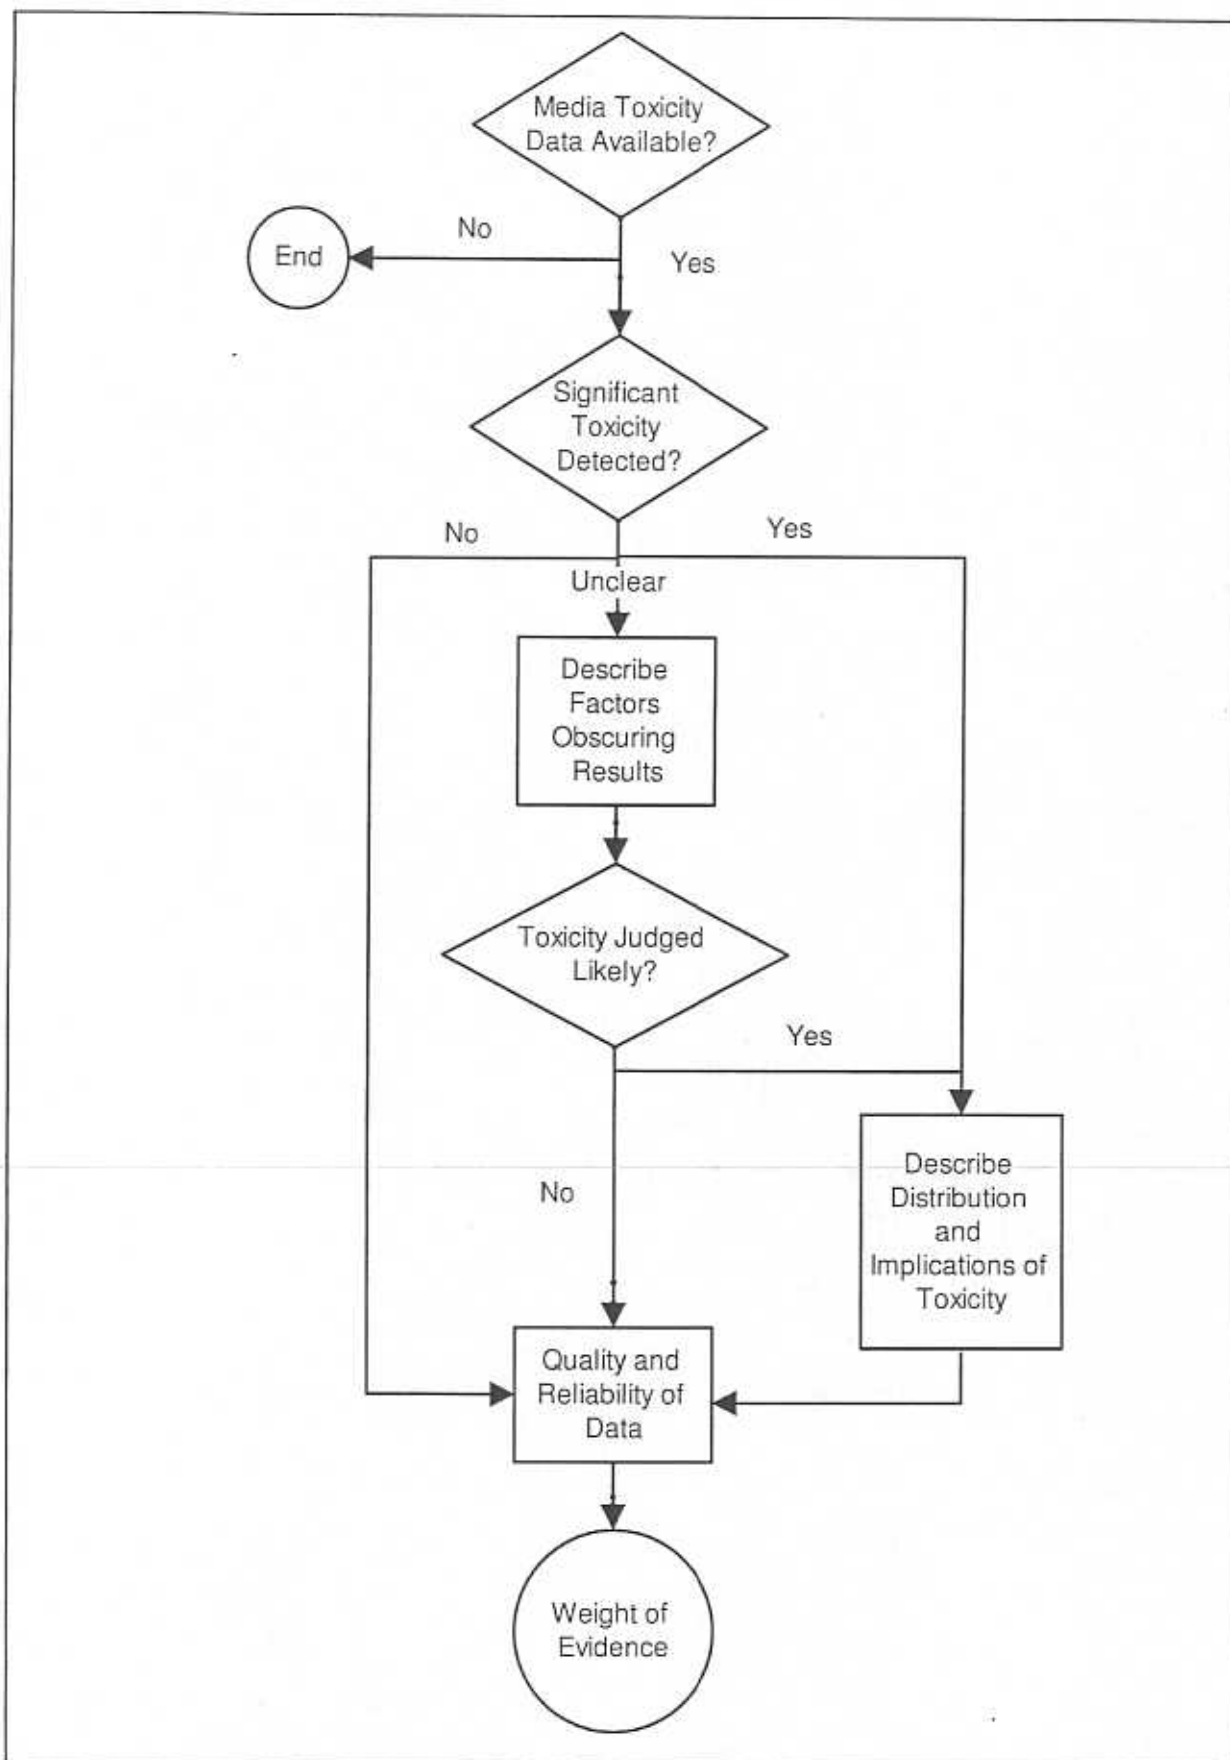 Media Toxicity
Data Available?
No
End
Yes
Significant
Toxicity
Detected?
No
Yes
Unclear
Describe
Factors
Obscuring
Results
Toxicity Judged
Likely?
Yes
No
Describe
Distribution
and
Implications of
Toxicity
Quality and
Reliability of
Data
Weight of
Evidence